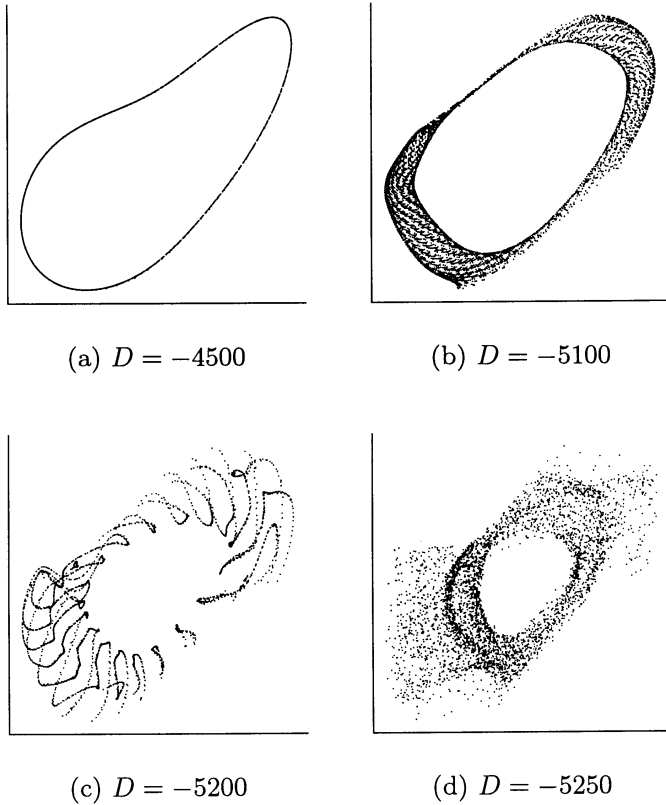 (a) D = −4500
(b) D = −5100
(c) D = −5200
(d) D = −5250